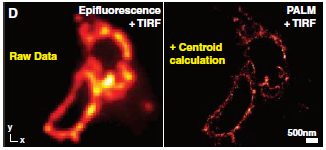 D
Epifluorescence
+ TIRF
Raw Data
y
x
PALM
+ TIRF
+ Centroid
calculation
500nm